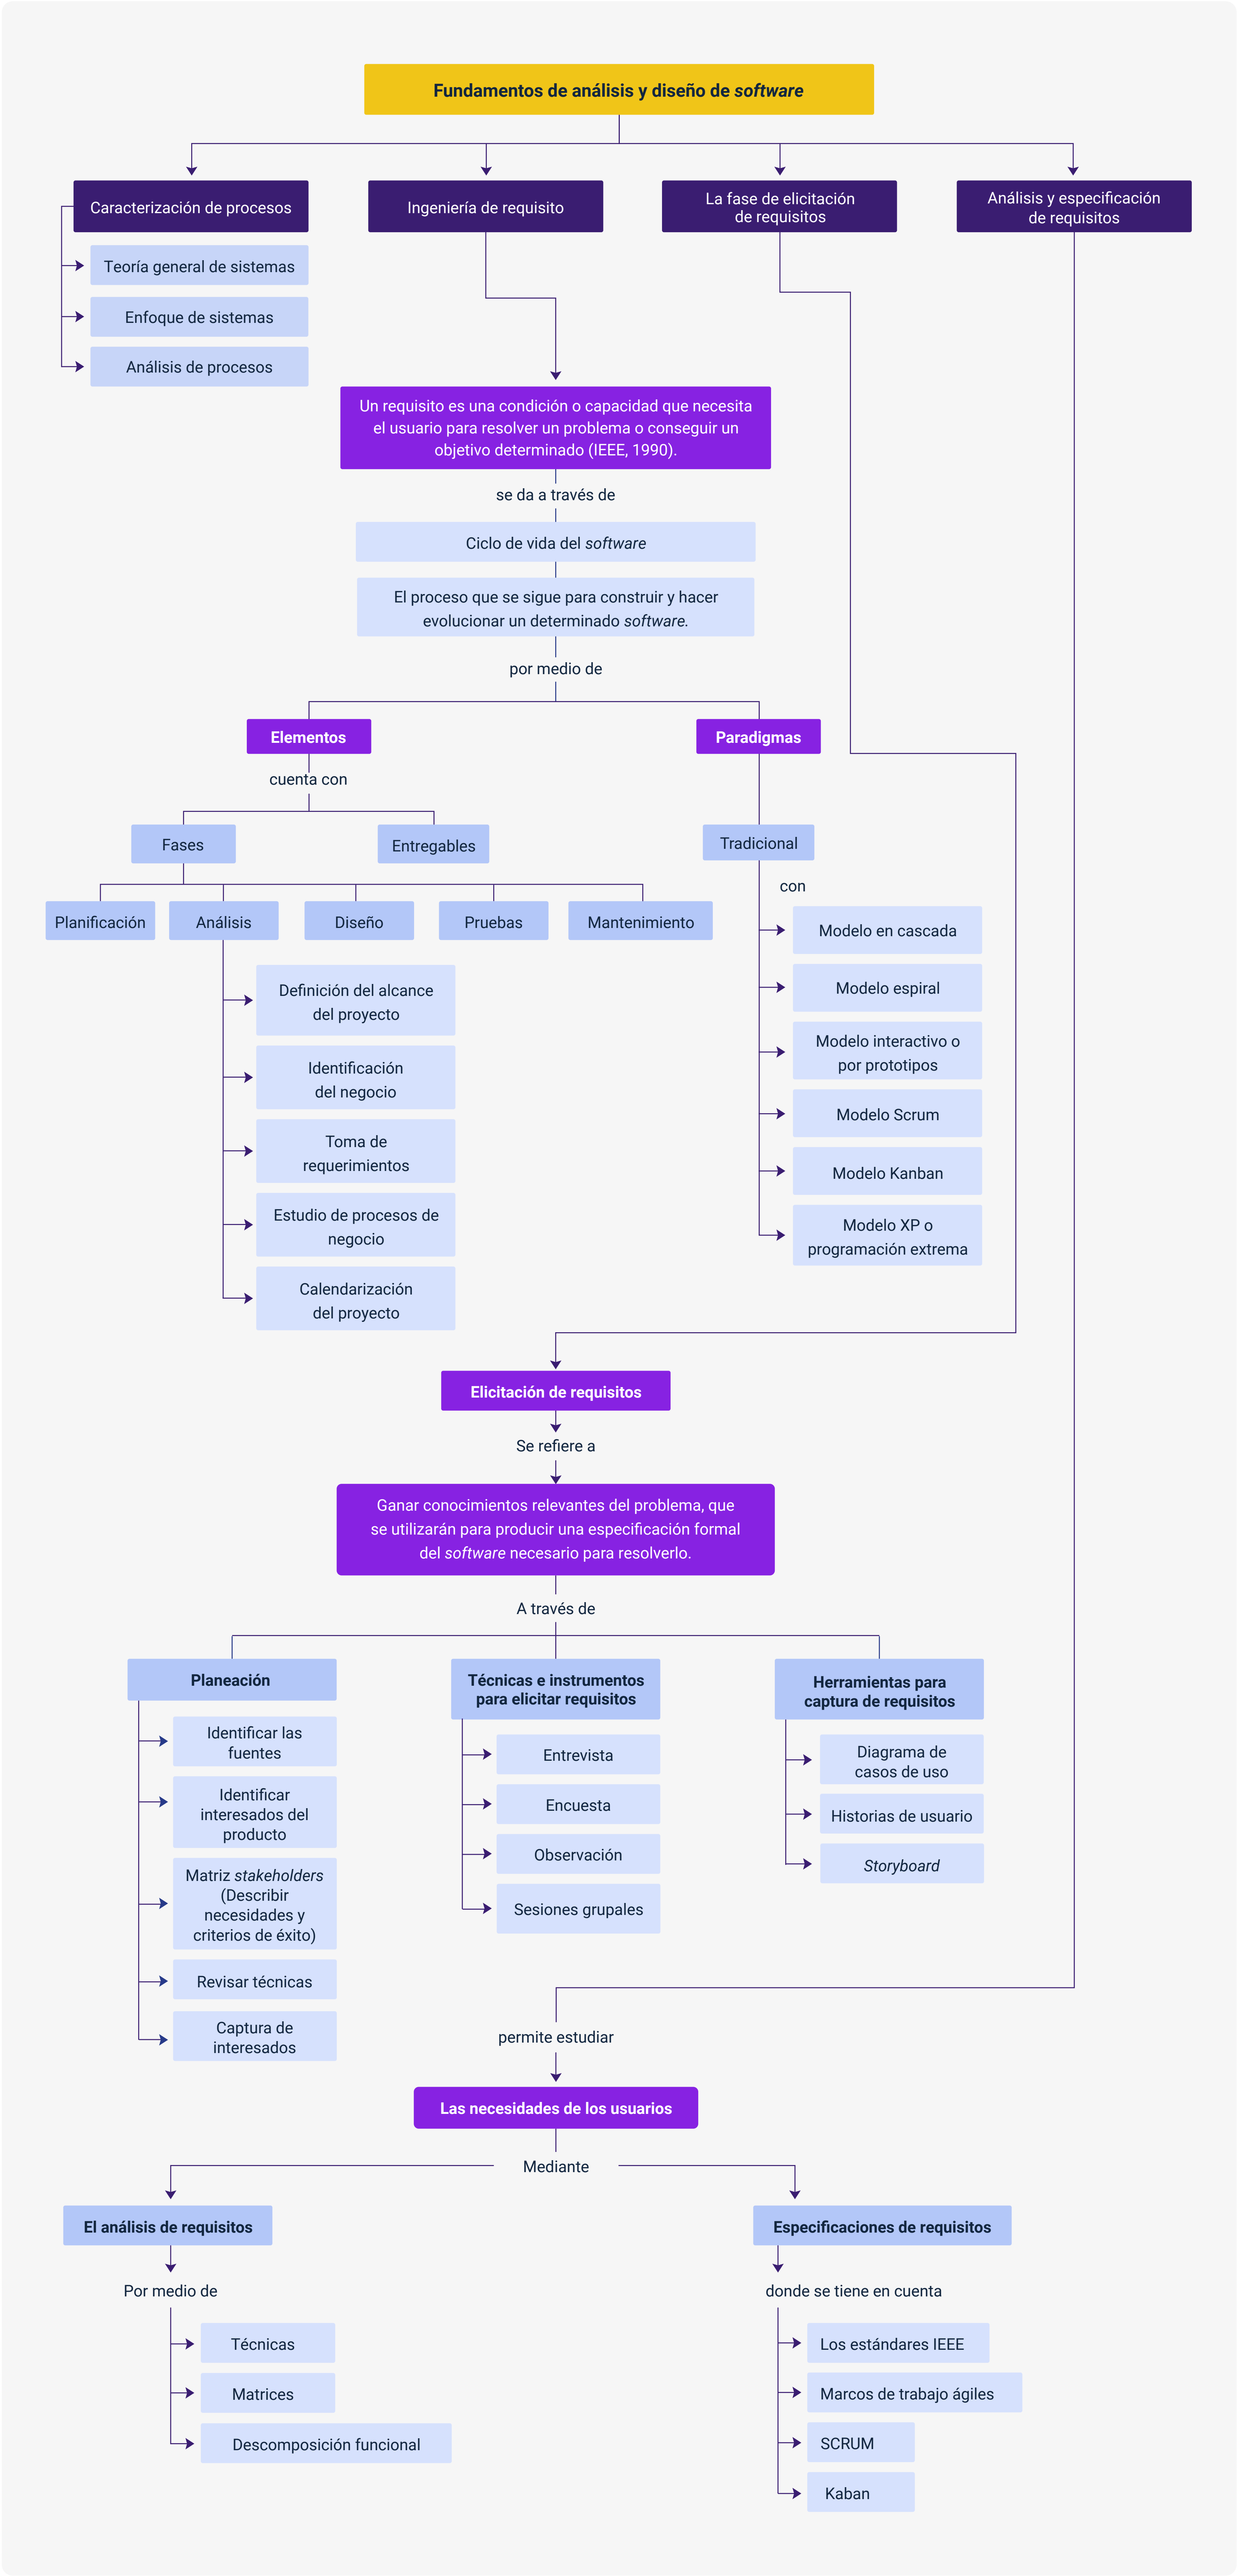 Fundamentos de análisis y diseño de software
Caracterización de procesos
Ingeniería de requisito
La fase de elicitación
de requisitos
Análisis y especificación
de requisitos
Teoría general de sistemas
Enfoque de sistemas
Análisis de procesos
Un requisito es una condición o capacidad que necesita
el usuario para resolver un problema o conseguir un
objetivo determinado (IEEE, 1990).
se da a través de
Ciclo de vida del software
El proceso que se sigue para construir y hacer
evolucionar un determinado software.
por medio de
Elementos
Paradigmas
cuenta con
Fases
Entregables
Tradicional
con
Planificación
Análisis
Diseño
Pruebas
Mantenimiento
Definición del alcance
del proyecto
Identificación
del negocio
Toma de
requerimientos
Estudio de procesos de
negocio
Calendarización
del proyecto
Modelo en cascada
Modelo espiral
Modelo interactivo o
por prototipos
Modelo Scrum
Modelo Kanban
Modelo XP o
programación extrema
Elicitación de requisitos
Se refiere a
Ganar conocimientos relevantes del problema, que
se utilizarán para producir una especificación formal
del software necesario para resolverlo.
A través de
Planeación
Identificar las
fuentes
Identificar
interesados del
producto
Matriz stakeholders
(Describir
necesidades y
criterios de éxito)
Revisar técnicas
Captura de
interesados
Técnicas e instrumentos
para elicitar requisitos
Entrevista
Encuesta
Observación
Sesiones grupales
Herramientas para
captura de requisitos
Diagrama de
casos de uso
Historias de usuario
Storyboard
permite estudiar
Las necesidades de los usuarios
Mediante
El análisis de requisitos
Por medio de
Técnicas
Matrices
Descomposición funcional
Especificaciones de requisitos
donde se tiene en cuenta
Los estándares IEEE
Marcos de trabajo ágiles
SCRUM
Kaban